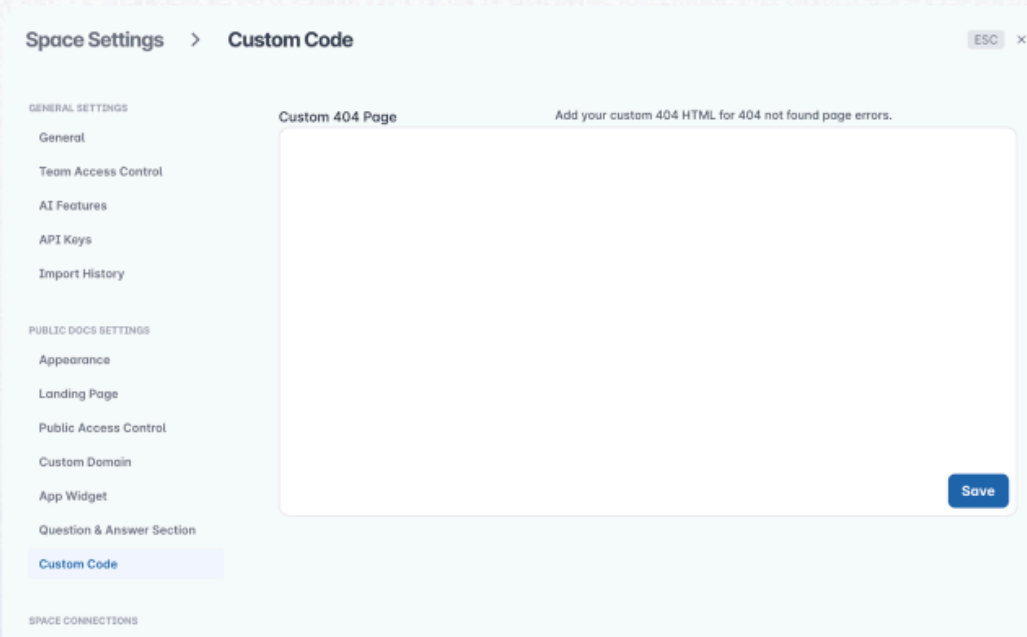 Space Settings > Custom Code
ESC ×
GENERAL SETTINGS
General
Team Access Control
AI Features
API Keys
Import History
PUBLIC DOCS SETTINGS
Appearance
Landing Page
Public Access Control
Custom Domain
App Widget
Question & Answer Section
Custom Code
SPACE CONNECTIONS
Custom 404 Page
Add your custom 404 HTML for 404 not found page errors.
Save